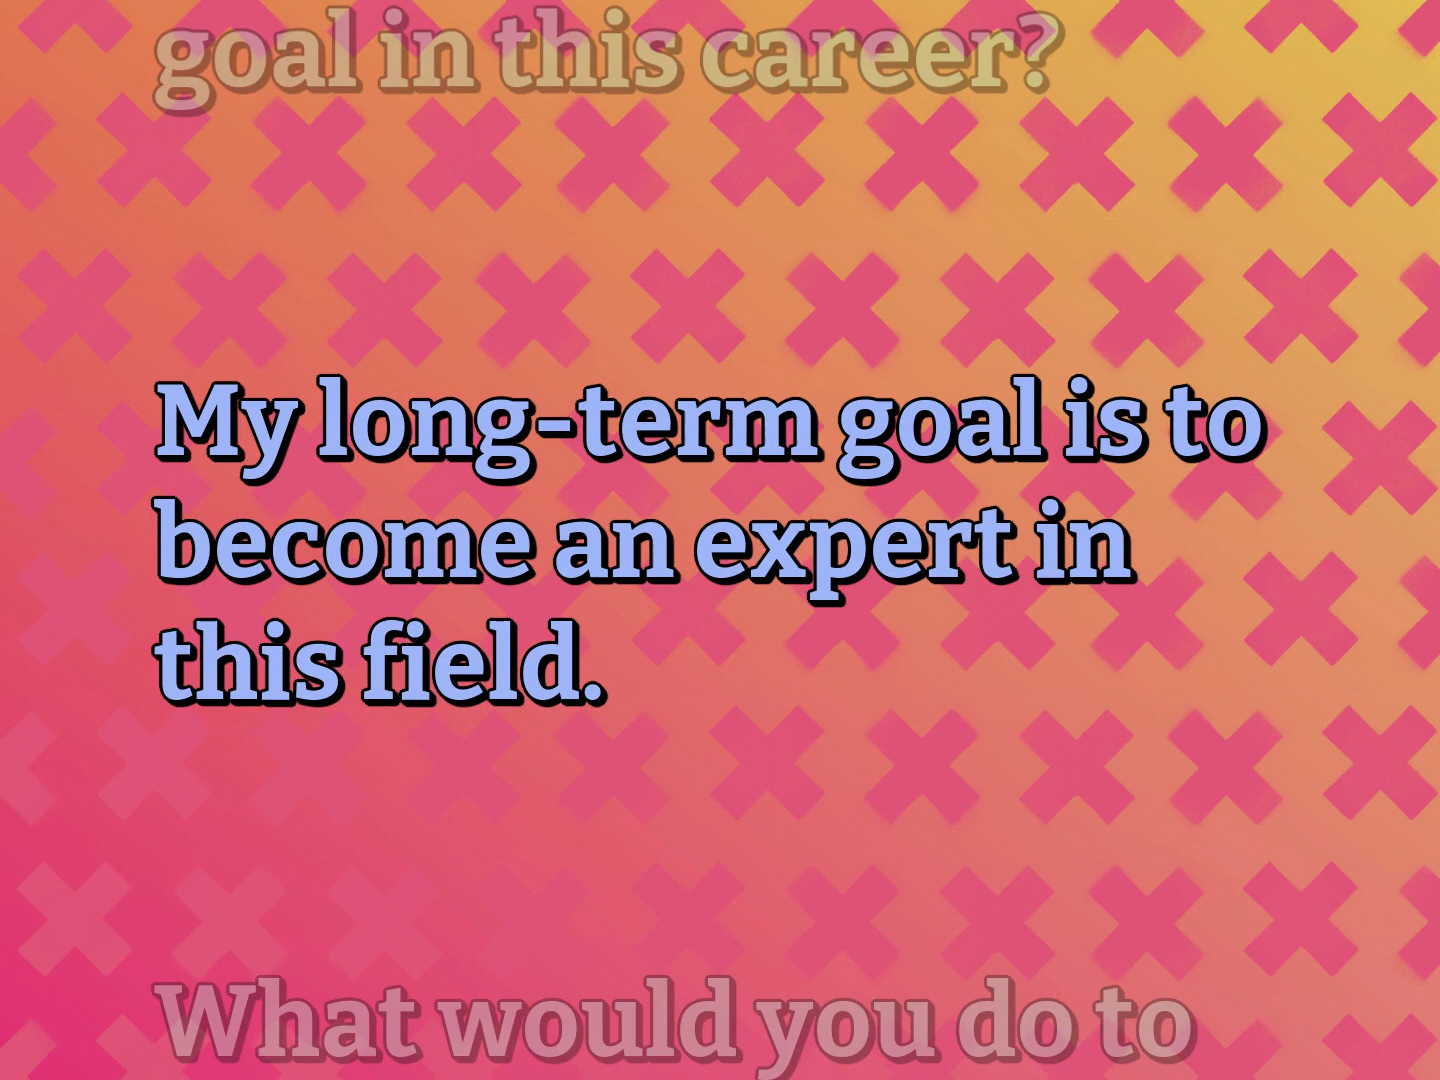 goal in this career?
My long-term goal is to
become an expert in
this field.
What would you do to